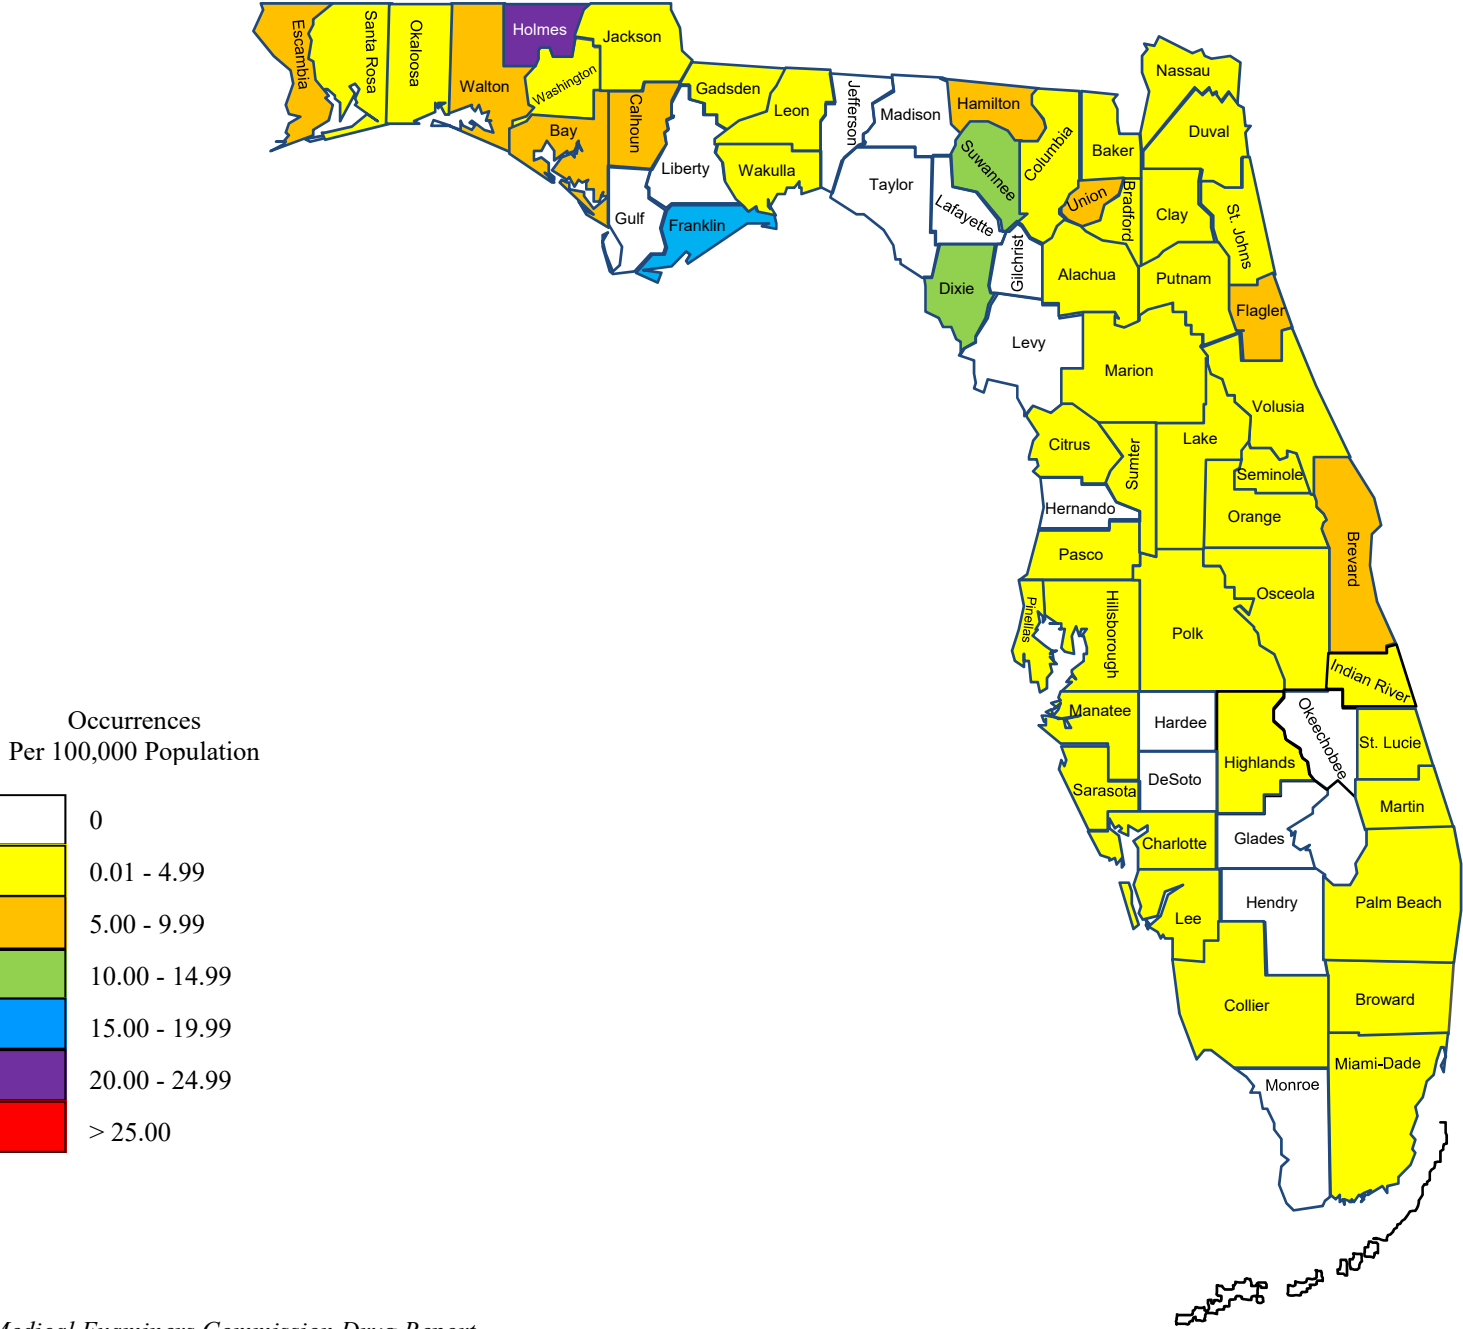 Escambia
Santa Rosa
Okaloosa
Walton
Holmes
Washington
Jackson
Bay
Calhoun
Gulf
Liberty
Gadsden
Franklin
Leon
Wakulla
Jefferson
Madison
Taylor
Hamilton
Suwannee
Lafayette
Dixie
Columbia
Gilchrist
Baker
Union
Bradford
Nassau
Duval
Clay
St. Johns
Alachua
Putnam
Flagler
Levy
Marion
Volusia
Citrus
Sumter
Lake
Seminole
Hernando
Orange
Pasco
Brevard
Pinellas
Hillsborough
Polk
Osceola
Indian River
Manatee
Hardee
Highlands
Okeechobee
St. Lucie
Sarasota
DeSoto
Martin
Charlotte
Glades
Lee
Hendry
Palm Beach
Collier
Broward
Miami-Dade
Monroe
Occurrences
Per 100,000 Population
0
0.01 - 4.99
5.00 - 9.99
10.00 - 14.99
15.00 - 19.99
20.00 - 24.99
> 25.00
Medical Examiners Commission Drug Report